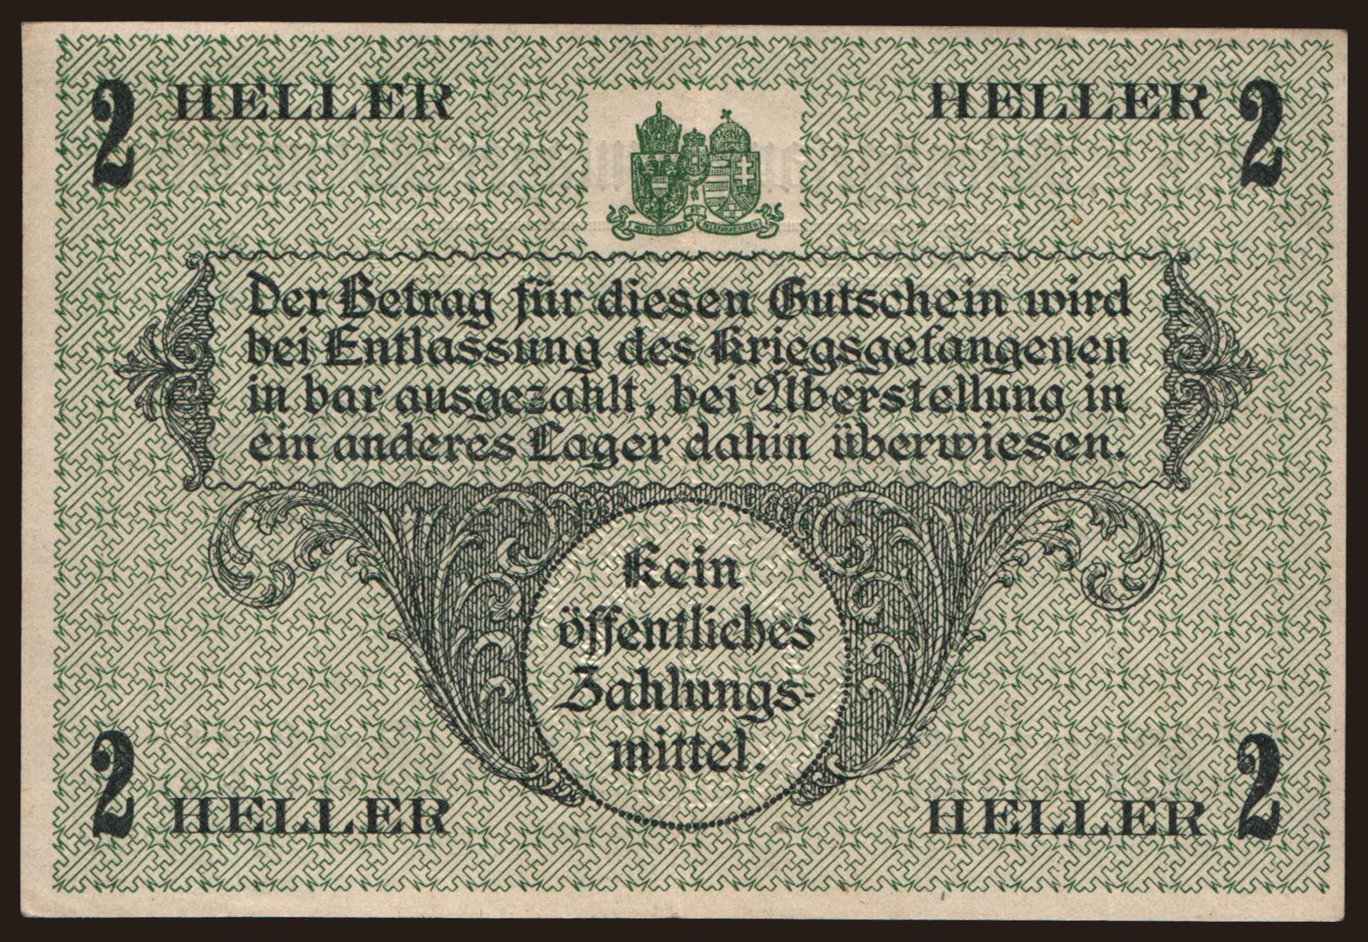 2 HELLER HELLER 2
Der Betrag für diesen Gutschein wird
bei Entlassung des Kriegsgefangenen
in bar ausgezahlt, bei Überstellung in
ein anderes Lager dahin überwiesen.
Kein
öffentliches
Zahlungs-
mittel.
2 HELLER HELLER 2